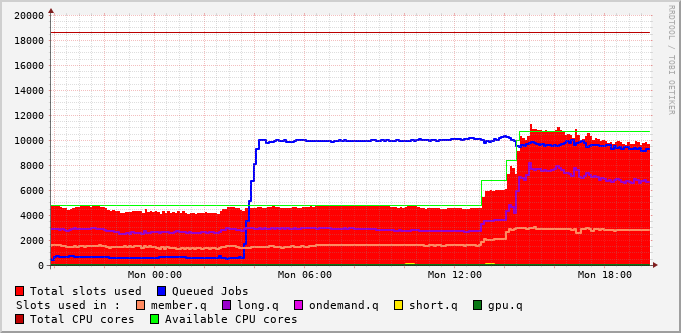 RRDTOOL / TOBI OETIKER
20000
18000
16000
14000
12000
10000
8000
6000
4000
2000
0
Mon 00:00 Mon 06:00 Mon 12:00 Mon 18:00
Total slots used Queued Jobs
Slots used in : member.q long.q ondemand.q short.q gpu.q
Total CPU cores Available CPU cores